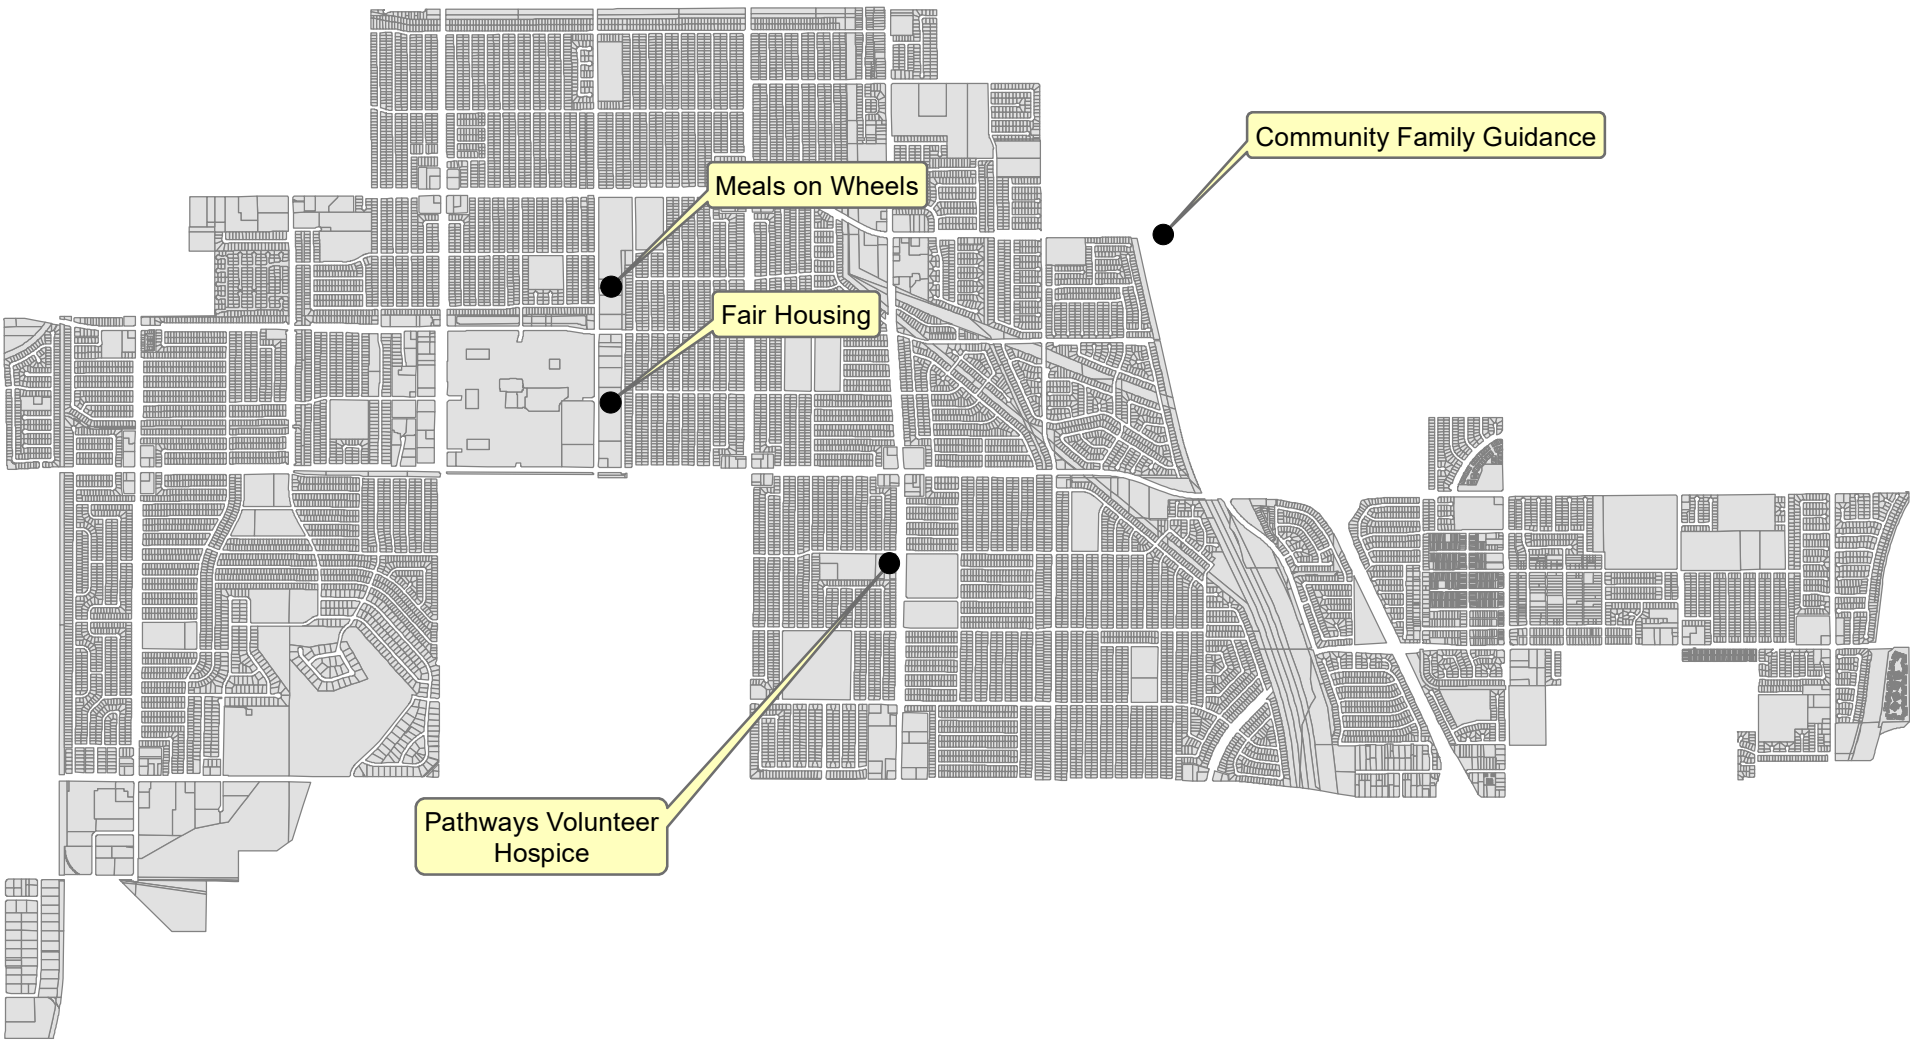 Community Family Guidance
Meals on Wheels
Fair Housing
Pathways Volunteer
Hospice